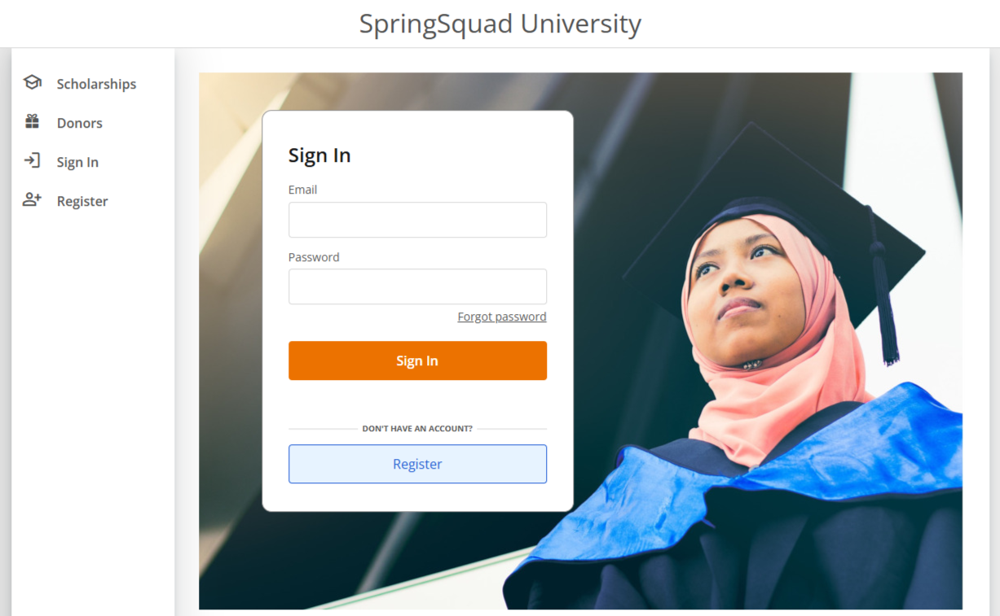 SpringSquad University
Scholarships
Donors
Sign In
Register
Sign In
Email
Password
Forgot password
Sign In
DON'T HAVE AN ACCOUNT?
Register